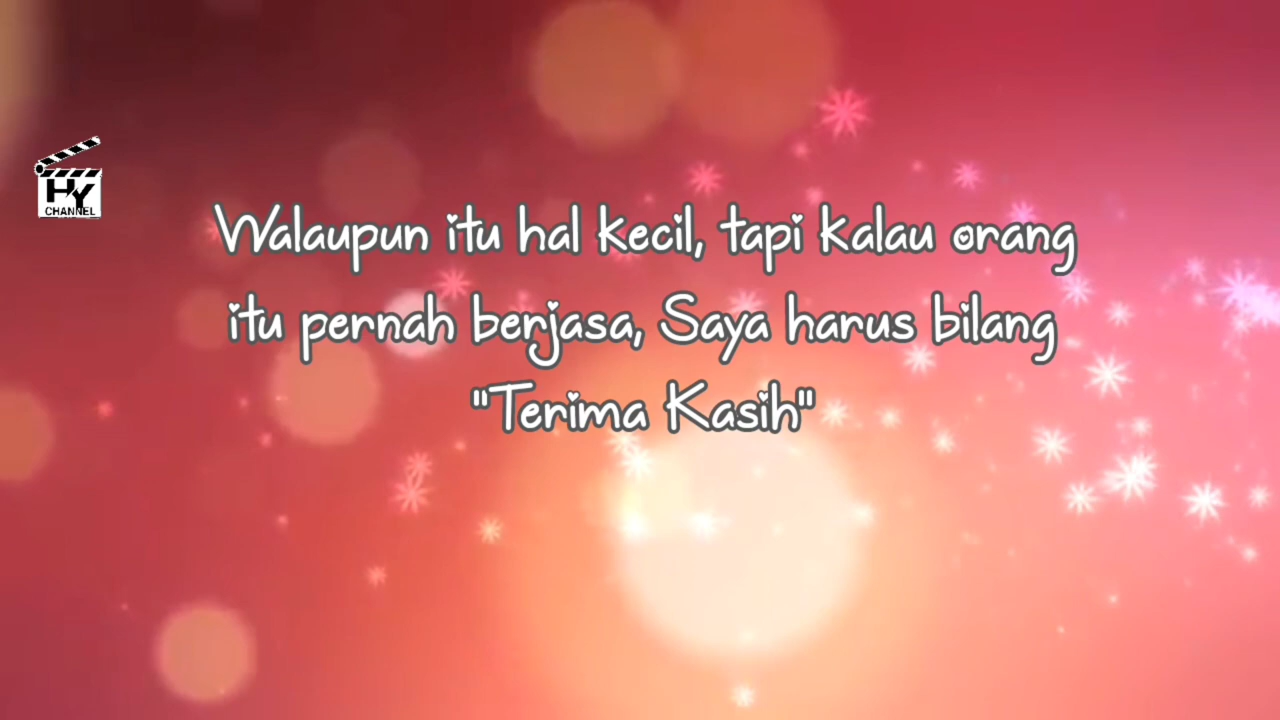 HY
CHANNEL
Walaupun itu hal kecil, tapi kalau orang
itu pernah berjasa, Saya harus bilang
"Terima Kasih"